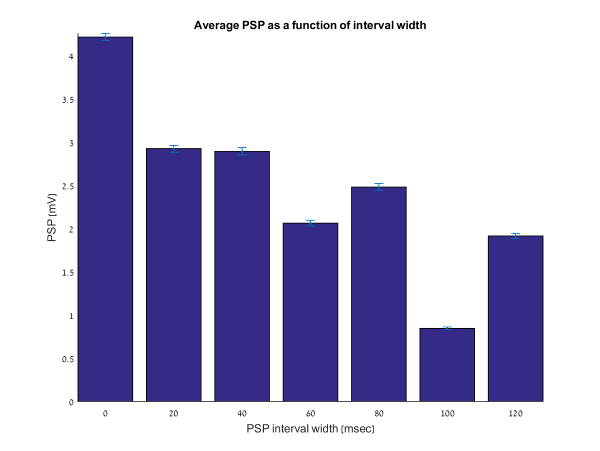 Average PSP as a function of interval width
4
3.5
3
2.5
2
1.5
1
0.5
0
PSP [mV]
0 20 40 60 80 100 120
PSP interval width [msec]